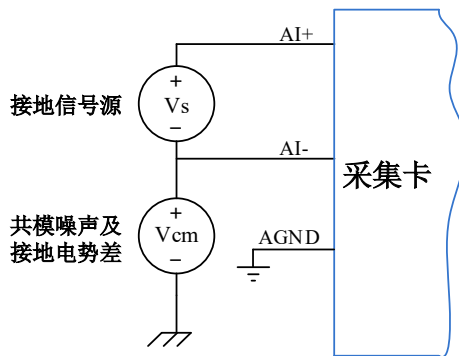 AI+
+
接地信号源
Vs
−
AI-
采集卡
+
共模噪声及
接地电势差
Vcm
−
AGND